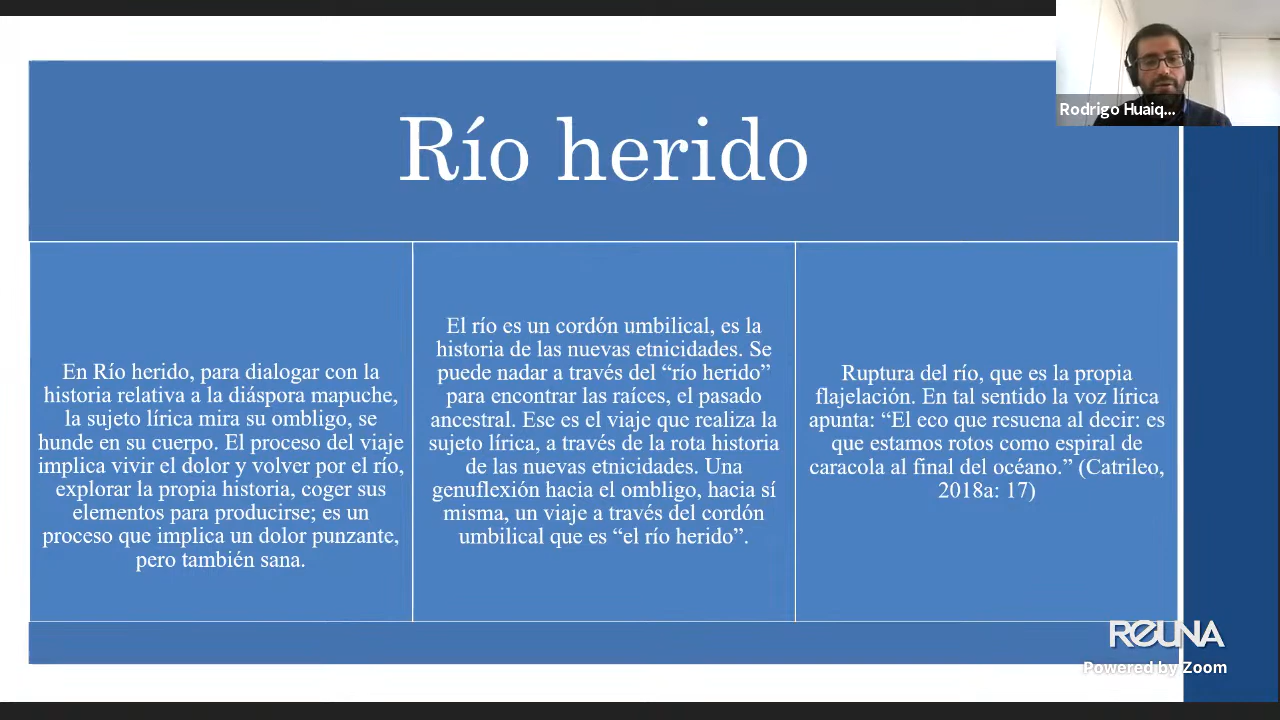 Río herido
En Río herido, para dialogar con la
historia relativa a la diáspora mapuche,
la sujeto lírica mira su ombligo, se
hunde en su cuerpo. El proceso del viaje
implica vivir el dolor y volver por el río,
explorar la propia historia, coger sus
elementos para producirse; es un
proceso que implica un dolor punzante,
pero también sana.
El río es un cordón umbilical, es la
historia de las nuevas etnicidades. Se
puede nadar a través del “río herido”
para encontrar las raíces, el pasado
ancestral. Ese es el viaje que realiza la
sujeto lírica, a través de la rota historia
de las nuevas etnicidades. Una
genuflexión hacia el ombligo, hacia sí
misma, un viaje a través del cordón
umbilical que es “el río herido”.
Ruptura del río, que es la propia
flajelación. En tal sentido la voz lírica
apunta: “El eco que resuena al decir: es
que estamos rotos como espiral de
caracola al final del océano.” (Catrileo,
2018a: 17)
Rodrigo Huaiq...
REUNA
Powered by Zoom